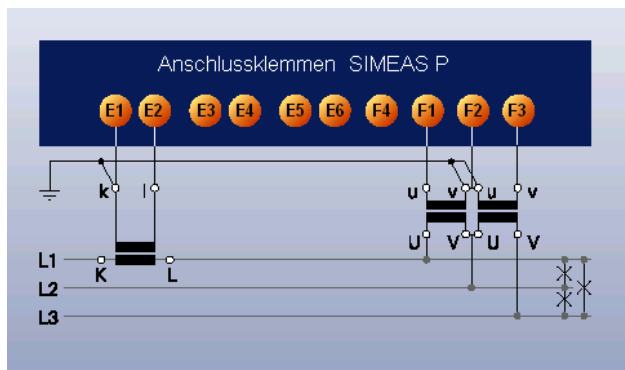 Anschlussklemmen SIMEAS P
E1 E2 E3 E4 E5 E6 F4 F1 F2 F3
k l u v u v
U V U V
K L
L1
L2
L3